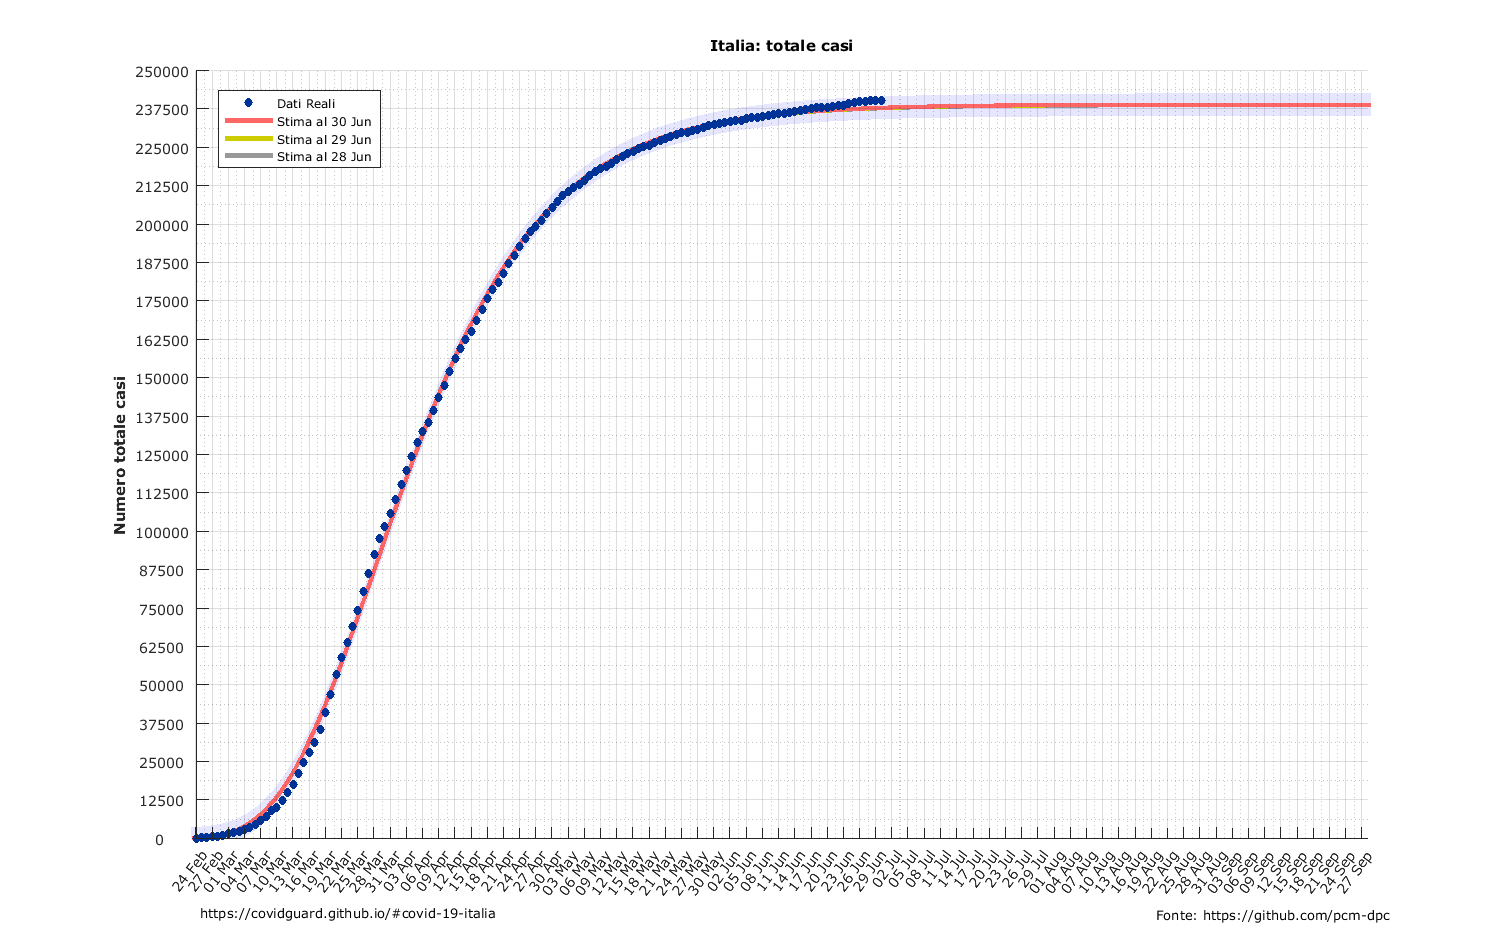 Italia: totale casi
250000
237500
225000
212500
200000
187500
175000
162500
150000
137500
125000
112500
100000
87500
75000
62500
50000
37500
25000
12500
0
Numero totale casi
Dati Reali
Stima al 30 Jun
Stima al 29 Jun
Stima al 28 Jun
24 Feb
27 Feb
01 Mar
04 Mar
07 Mar
10 Mar
13 Mar
16 Mar
19 Mar
22 Mar
25 Mar
28 Mar
31 Mar
03 Apr
06 Apr
09 Apr
12 Apr
15 Apr
18 Apr
21 Apr
24 Apr
27 Apr
30 Apr
03 May
06 May
09 May
12 May
15 May
18 May
21 May
24 May
27 May
30 May
02 Jun
05 Jun
08 Jun
11 Jun
14 Jun
17 Jun
20 Jun
23 Jun
26 Jun
29 Jun
02 Jul
05 Jul
08 Jul
11 Jul
14 Jul
17 Jul
20 Jul
23 Jul
26 Jul
29 Jul
01 Aug
04 Aug
07 Aug
10 Aug
13 Aug
16 Aug
19 Aug
22 Aug
25 Aug
28 Aug
31 Aug
03 Sep
06 Sep
09 Sep
12 Sep
15 Sep
18 Sep
21 Sep
24 Sep
27 Sep
https://covidguard.github.io/#covid-19-italia
Fonte: https://github.com/pcm-dpc